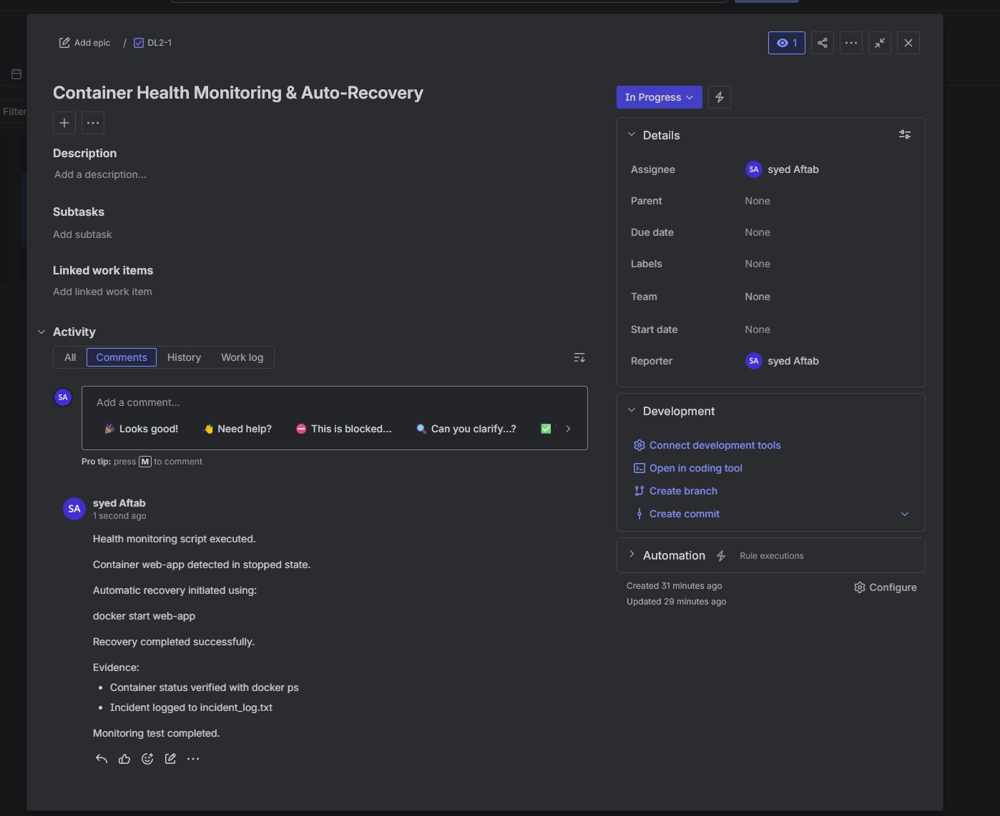 Add epic / DL2-1
1
Filter
Container Health Monitoring & Auto-Recovery
Description
Add a description...
Subtasks
Add subtask
Linked work items
Add linked work item
Activity
All Comments History Work log
SA
Add a comment...
🎉 Looks good! 👋 Need help? ⛔ This is blocked... 🔍 Can you clarify...? ✅
Pro tip: press M to comment
SA syed Aftab
1 second ago
Health monitoring script executed.
Container web-app detected in stopped state.
Automatic recovery initiated using:
docker start web-app
Recovery completed successfully.
Evidence:
• Container status verified with docker ps
• Incident logged to incident_log.txt
Monitoring test completed.
In Progress
Details
Assignee SA syed Aftab
Parent None
Due date None
Labels None
Team None
Start date None
Reporter SA syed Aftab
Development
Connect development tools
Open in coding tool
Create branch
Create commit
Automation Rule executions
Created 31 minutes ago
Configure
Updated 29 minutes ago